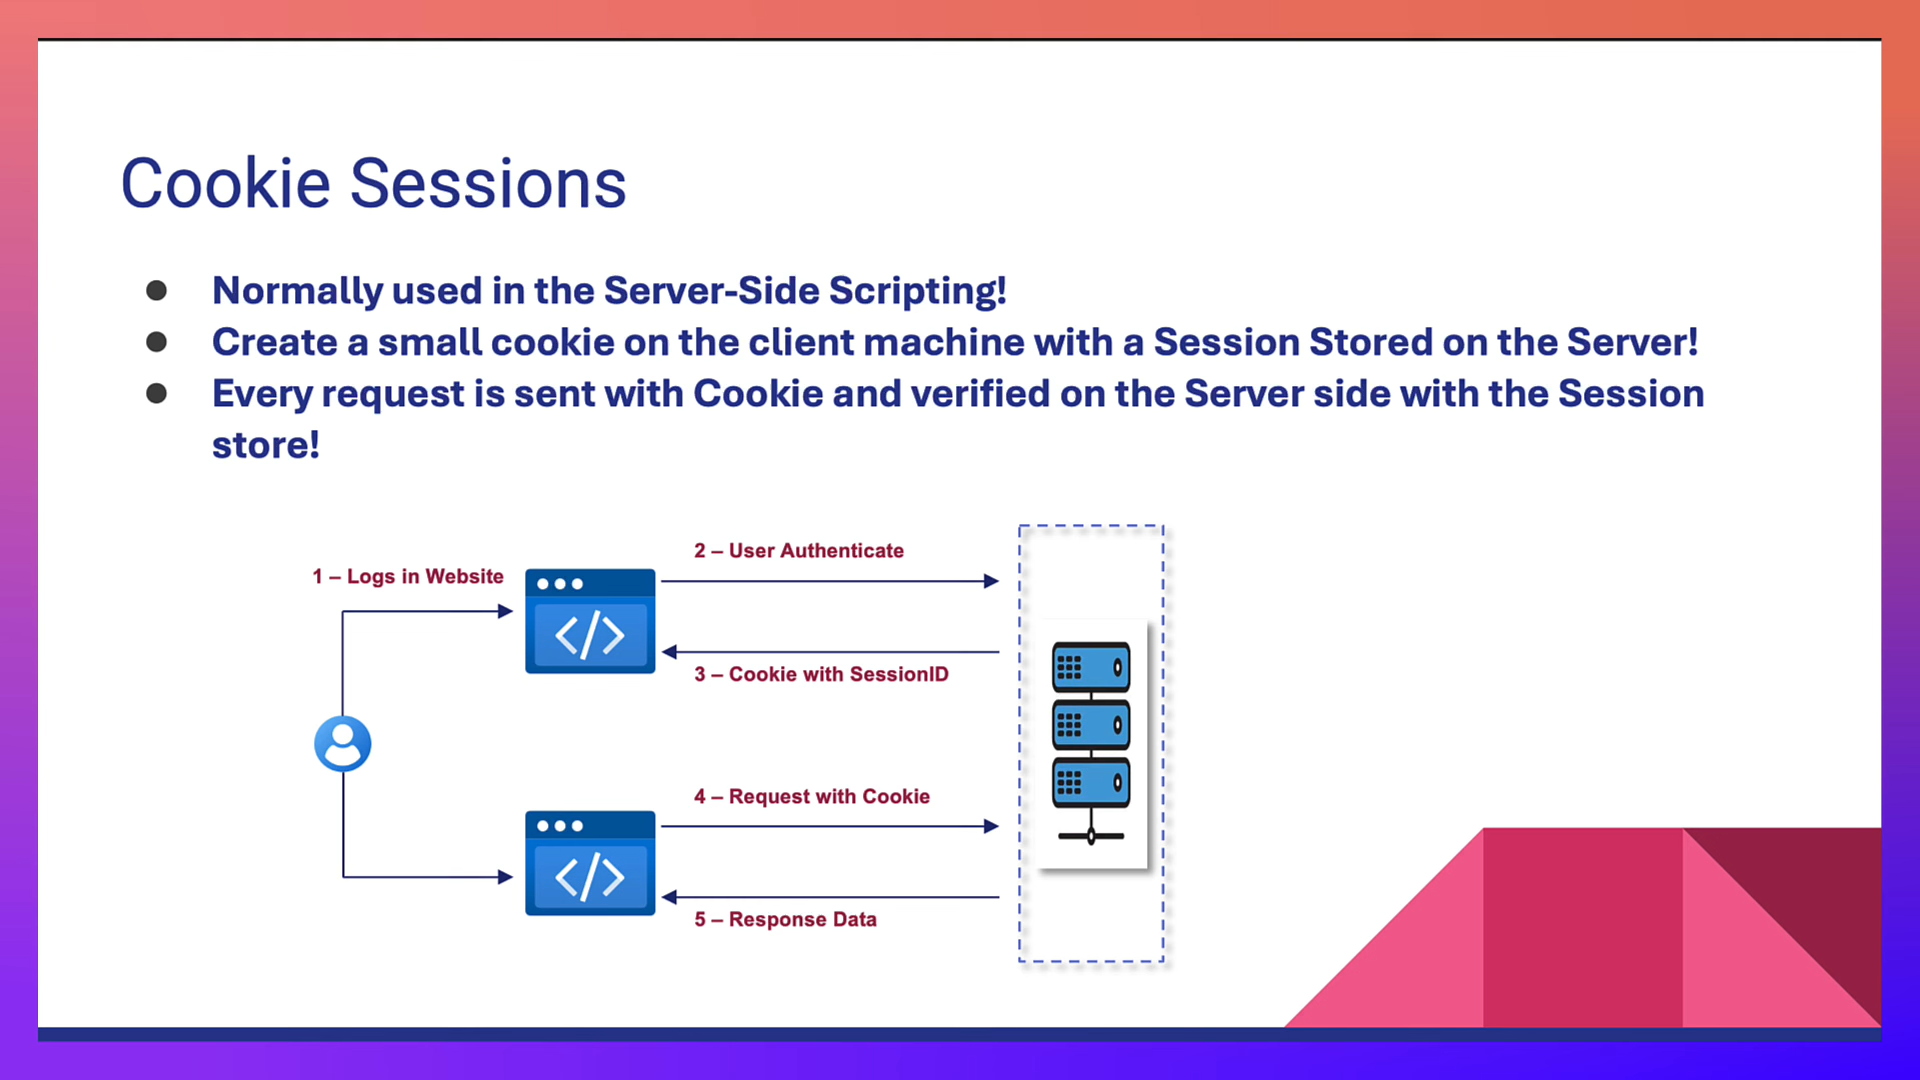 Cookie Sessions
● Normally used in the Server-Side Scripting!
● Create a small cookie on the client machine with a Session Stored on the Server!
● Every request is sent with Cookie and verified on the Server side with the Session
store!
2 – User Authenticate
1 – Logs in Website
</>
3 – Cookie with SessionID
4 – Request with Cookie
</>
5 – Response Data